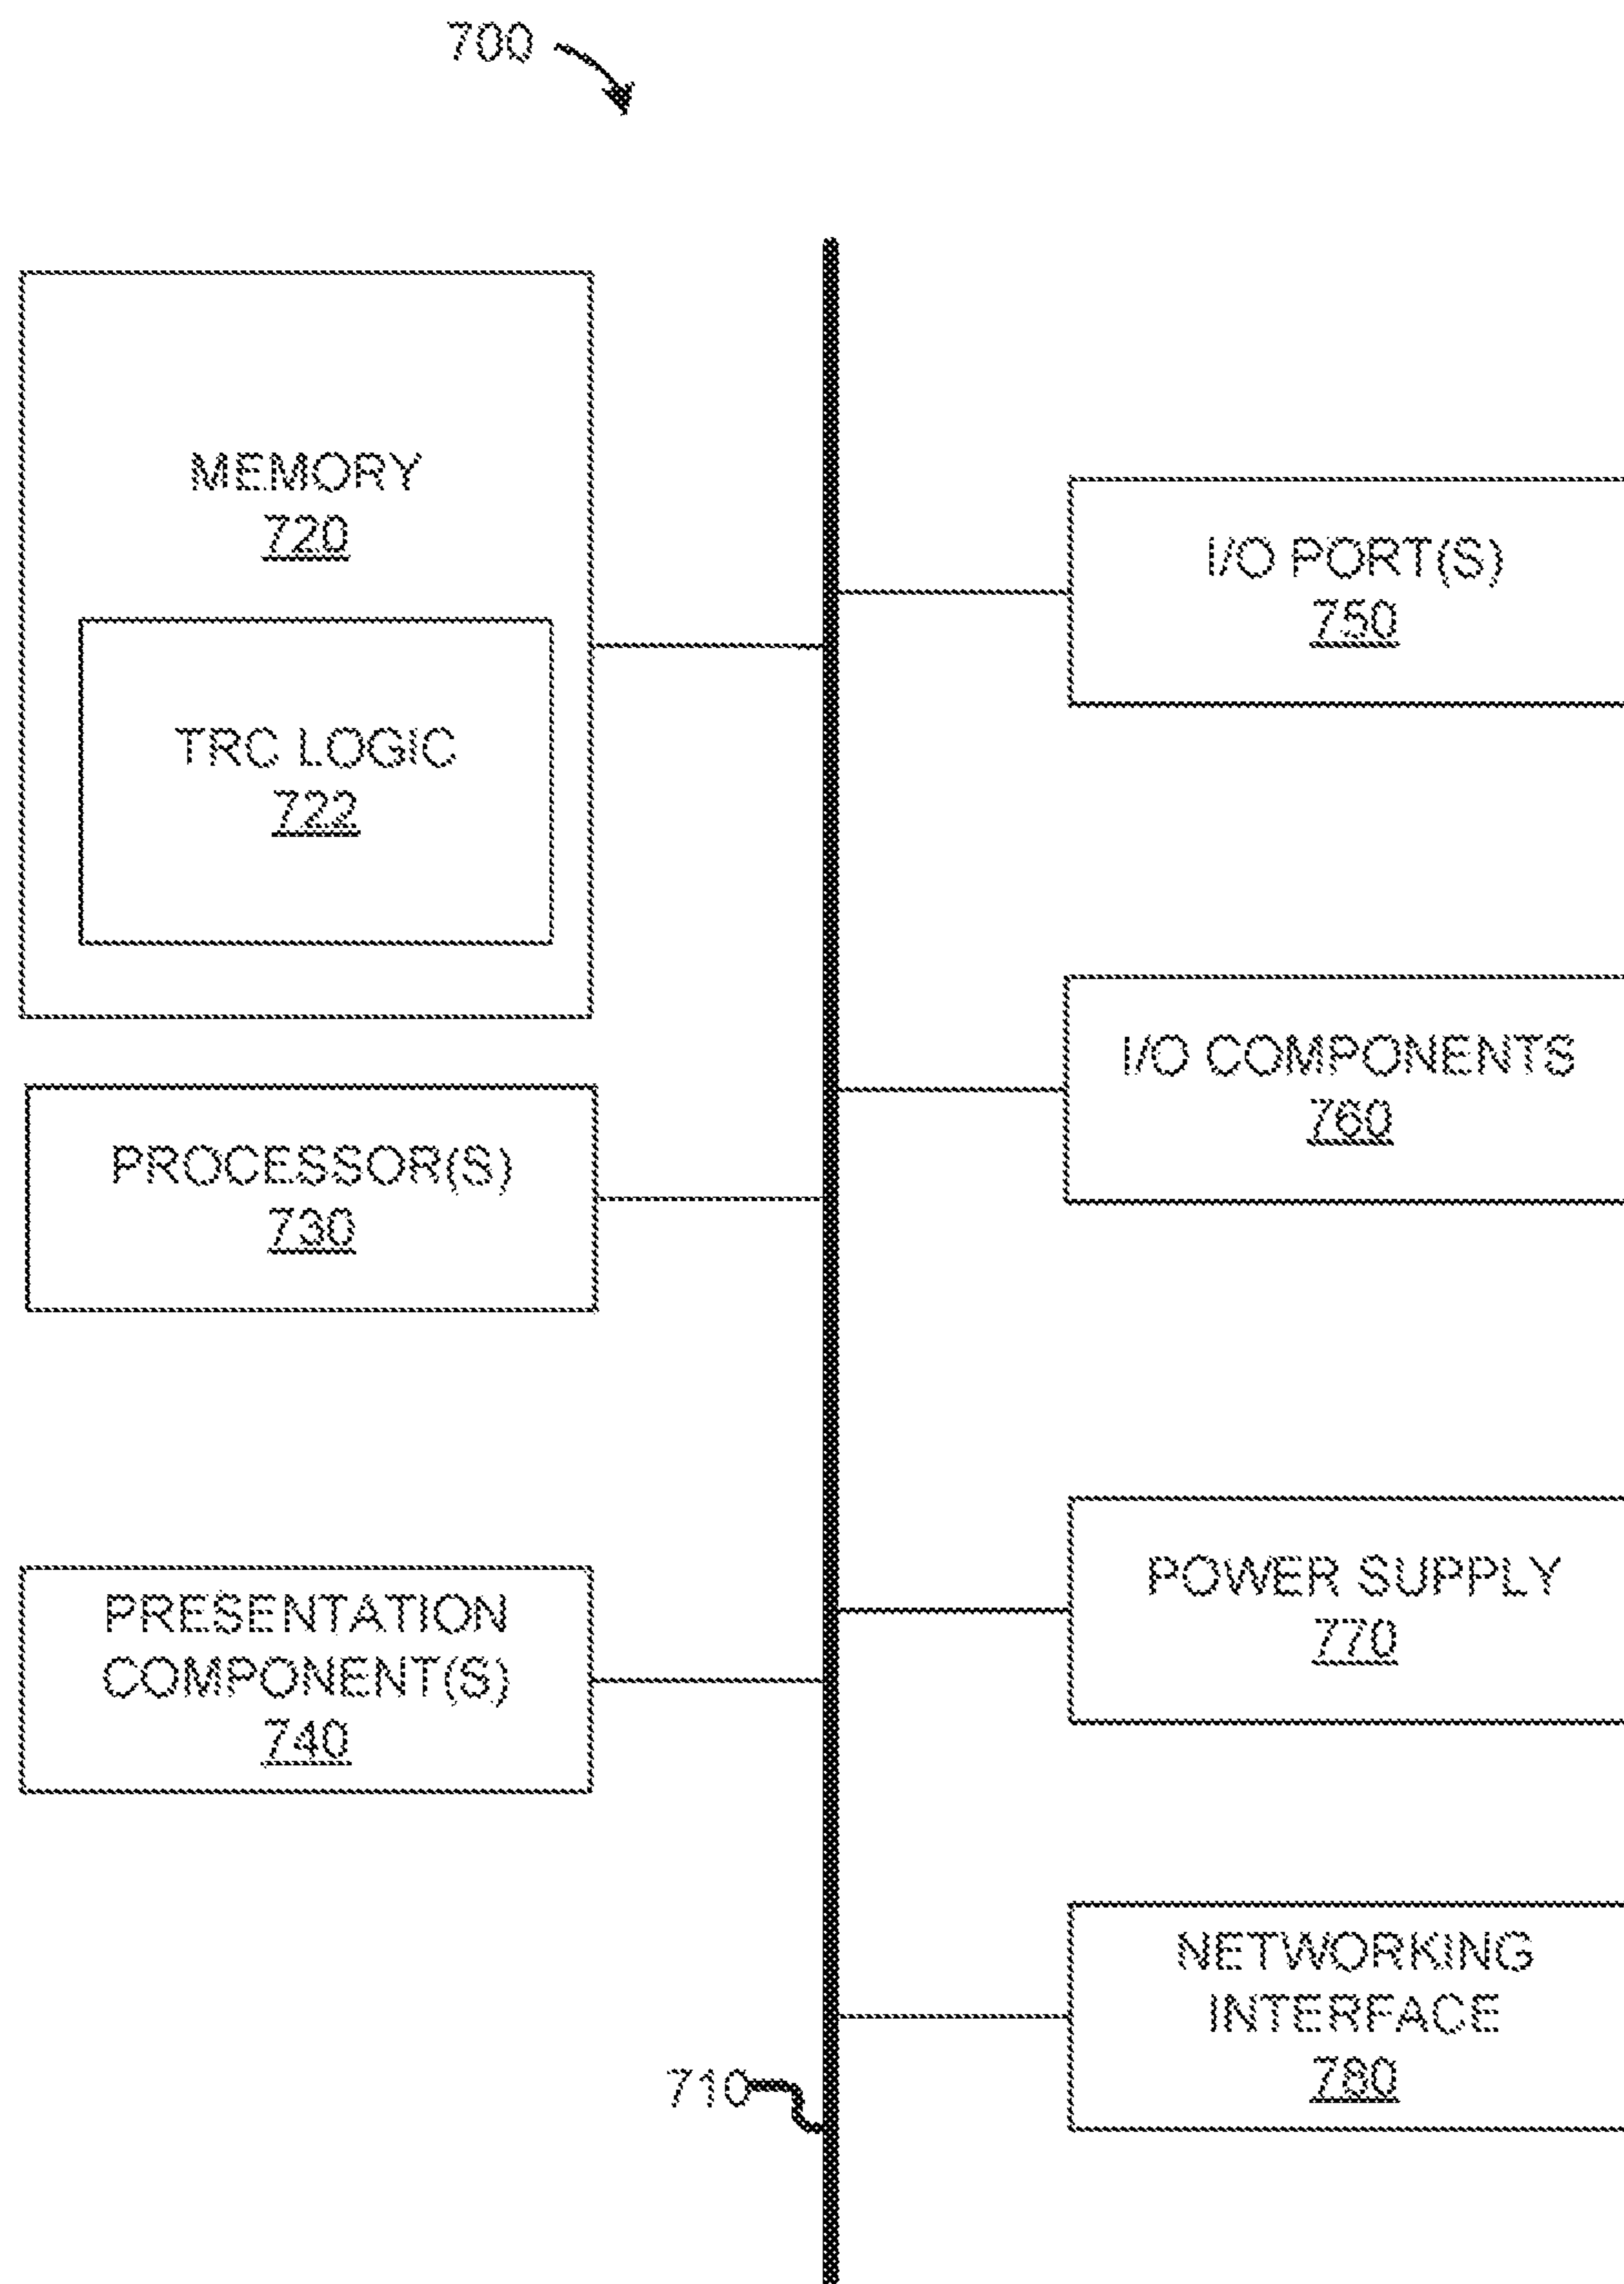 700
MEMORY
720
TRC LOGIC
722
PROCESSOR(S)
730
PRESENTATION
COMPONENT(S)
740
I/O PORT(S)
750
I/O COMPONENTS
760
POWER SUPPLY
770
NETWORKING
INTERFACE
780
710